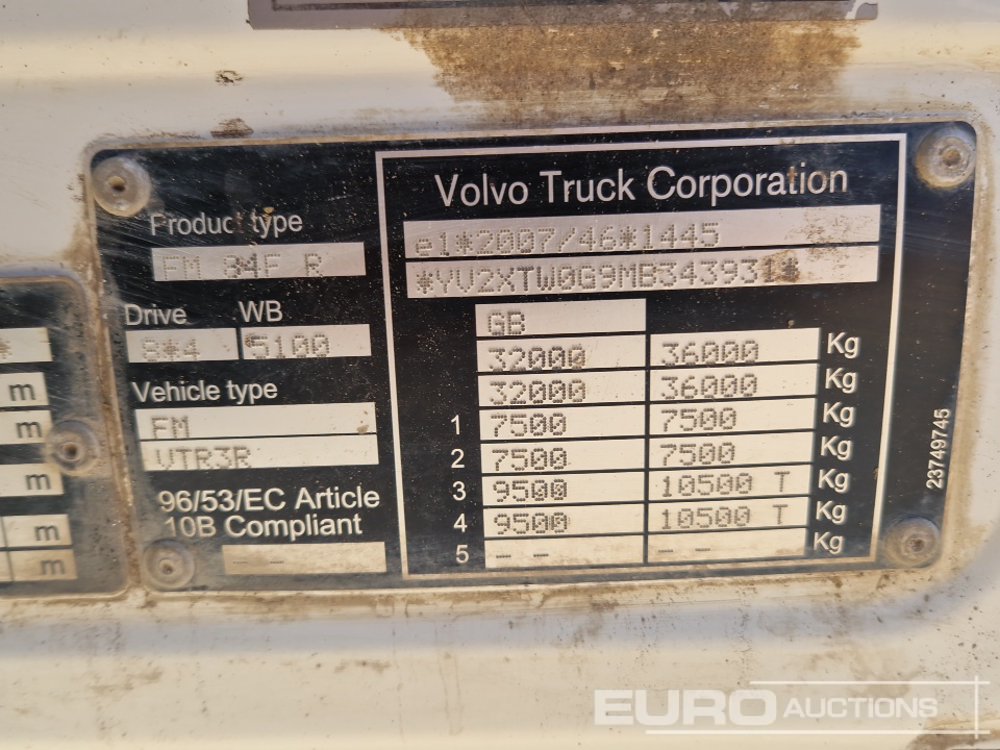 *
m
m
m
m
m
Product type
FM 84F R
Drive WB
8*4 5100
Vehicle type
FM
VTR3R
96/53/EC Article
10B Compliant
-- --
Volvo Truck Corporation
e1*2007/46*1445
*YV2XTW0G9MB343931*
GB
32000 36000 Kg
32000 36000 Kg
1 7500 7500 Kg
2 7500 7500 Kg
3 9500 10500 T Kg
4 9500 10500 T Kg
5 -- -- -- -- Kg
23749745
EURO AUCTIONS